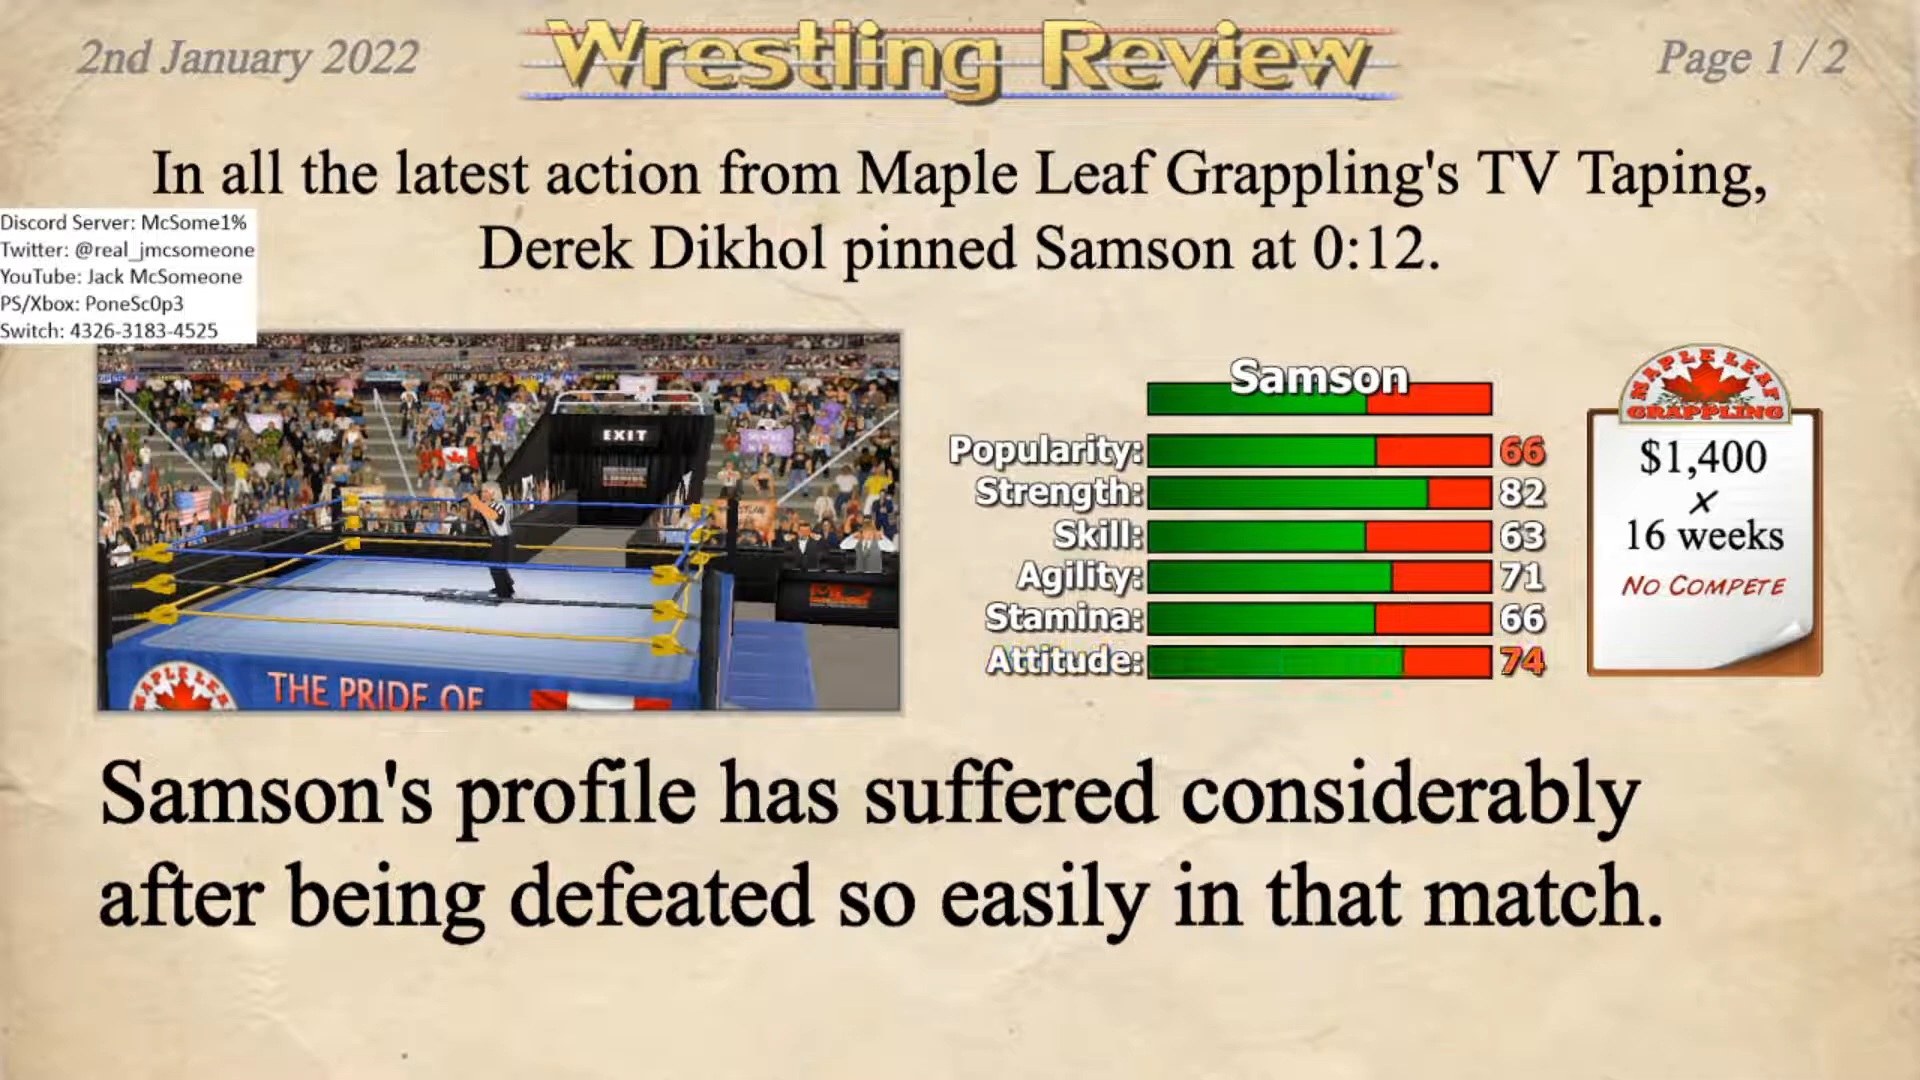 2nd January 2022
Wrestling Review
Page 1 / 2
In all the latest action from Maple Leaf Grappling's TV Taping,
Derek Dikhol pinned Samson at 0:12.
Discord Server: McSome1%
Twitter: @real_jmcsomeone
YouTube: Jack McSomeone
PS/Xbox: PoneSc0p3
Switch: 4326-3183-4525
EXIT
THE PRIDE OF
MAPLE LEAF
Samson
Popularity: 66
Strength: 82
Skill: 63
Agility: 71
Stamina: 66
Attitude: 74
MAPLE LEAF
GRAPPLING
$1,400
x
16 weeks
No Compete
Samson's profile has suffered considerably
after being defeated so easily in that match.